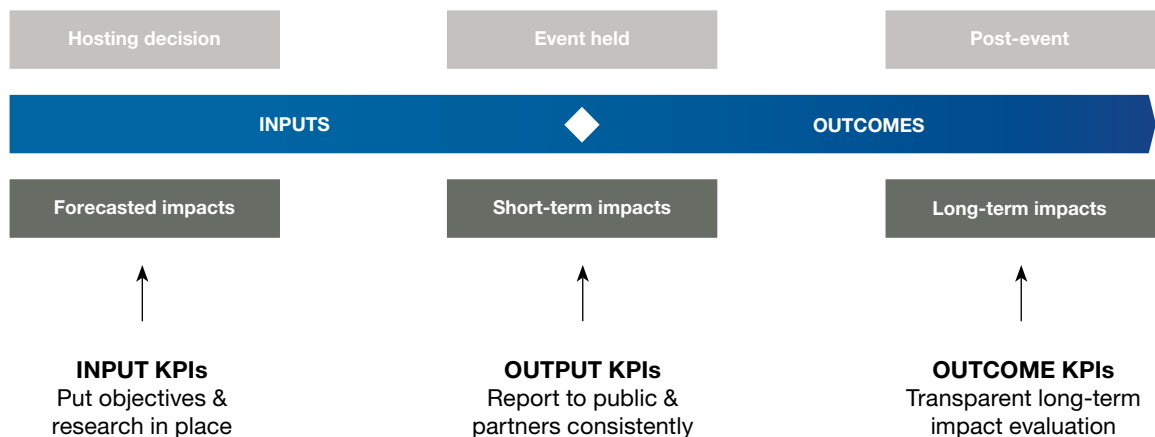 Hosting decision
Event held
Post-event
INPUTS
OUTCOMES
Forecasted impacts
Short-term impacts
Long-term impacts
INPUT KPIs
Put objectives &
research in place
OUTPUT KPIs
Report to public &
partners consistently
OUTCOME KPIs
Transparent long-term
impact evaluation